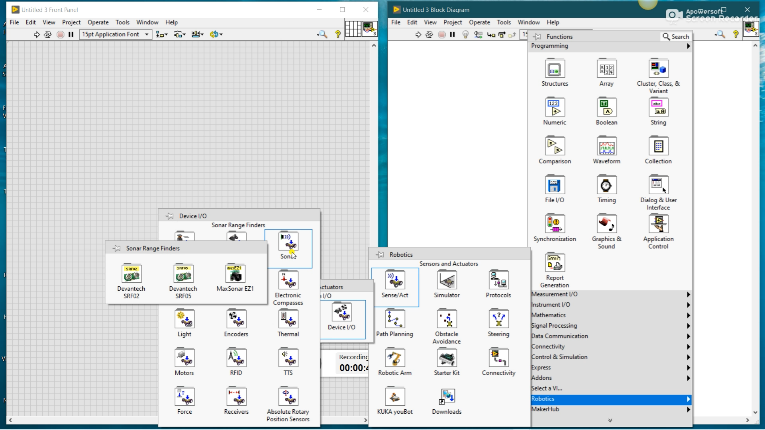 Untitled 3 Front Panel
File Edit View Project Operate Tools Window Help
15pt Application Font
Untitled 3 Block Diagram
File Edit View Project Operate Tools Window Help
Apowersoft
Screen Recorder
Functions
Search
Programming
Structures
Array
Cluster, Class, & Variant
Numeric
Boolean
String
Comparison
Waveform
Collection
File I/O
Timing
Dialog & User Interface
Synchronization
Graphics & Sound
Application Control
Report Generation
Measurement I/O
Instrument I/O
Mathematics
Signal Processing
Data Communication
Connectivity
Control & Simulation
Express
Addons
Select a VI...
Robotics
MakerHub
Robotics
Sensors and Actuators
Sense/Act
Simulator
Protocols
Path Planning
Obstacle Avoidance
Steering
Robotic Arm
Starter Kit
Connectivity
KUKA youBot
Downloads
Actuators
Device I/O
Recording
00:00:4
Device I/O
Sonar Range Finders
Sonar
Electronic Compasses
Light
Encoders
Thermal
Motors
RFID
TTS
Force
Receivers
Absolute Rotary Position Sensors
Sonar Range Finders
Devantech SRF02
Devantech SRF05
MaxSonar EZ1